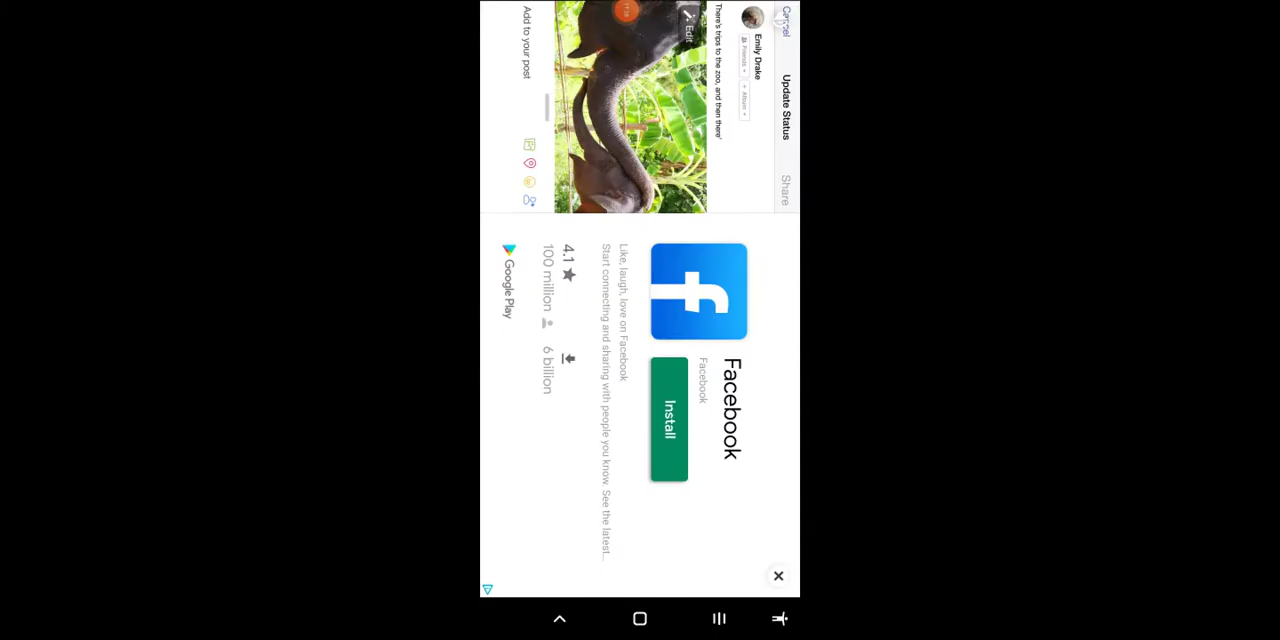 Cancel
Update Status
Share
Emily Drake
Friends
+ Album
There's trips to the zoo, and then there'
Edit
Add to your post
Facebook
Facebook
Install
Like, laugh, love on Facebook
Start connecting and sharing with people you know. See the latest...
4.1 ★
100 million
6 billion
Google Play